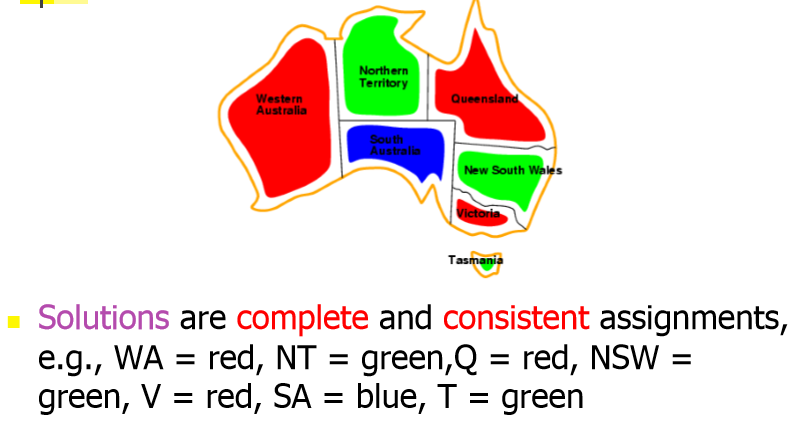 Northern
Territory
Western
Australia
Queensland
South
Australia
New South Wales
Victoria
Tasmania
Solutions are complete and consistent assignments,
e.g., WA = red, NT = green,Q = red, NSW =
green, V = red, SA = blue, T = green